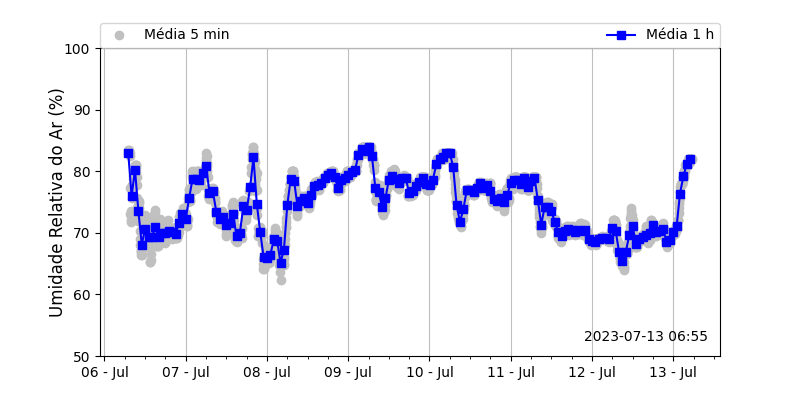 Média 5 min
Média 1 h
Umidade Relativa do Ar (%)
100
90
80
70
60
50
2023-07-13 06:55
06 - Jul
07 - Jul
08 - Jul
09 - Jul
10 - Jul
11 - Jul
12 - Jul
13 - Jul